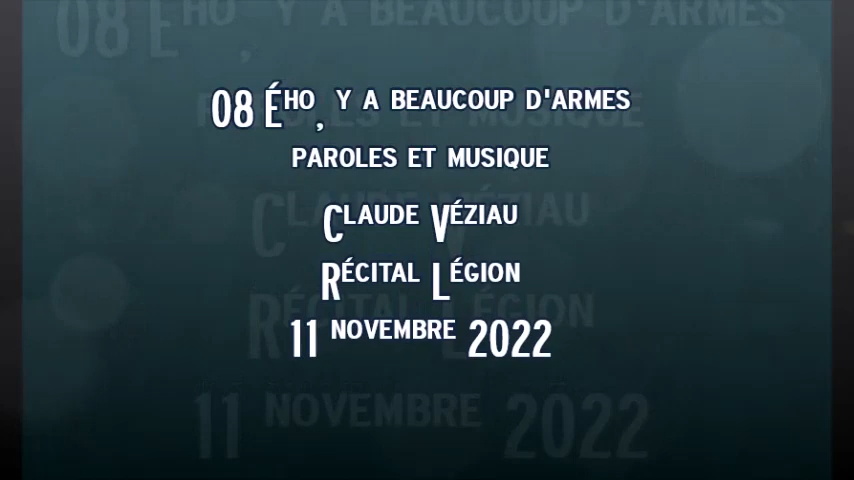 08 Ého, y a beaucoup d'armes
paroles et musique
Claude Véziau
Récital Légion
11 novembre 2022